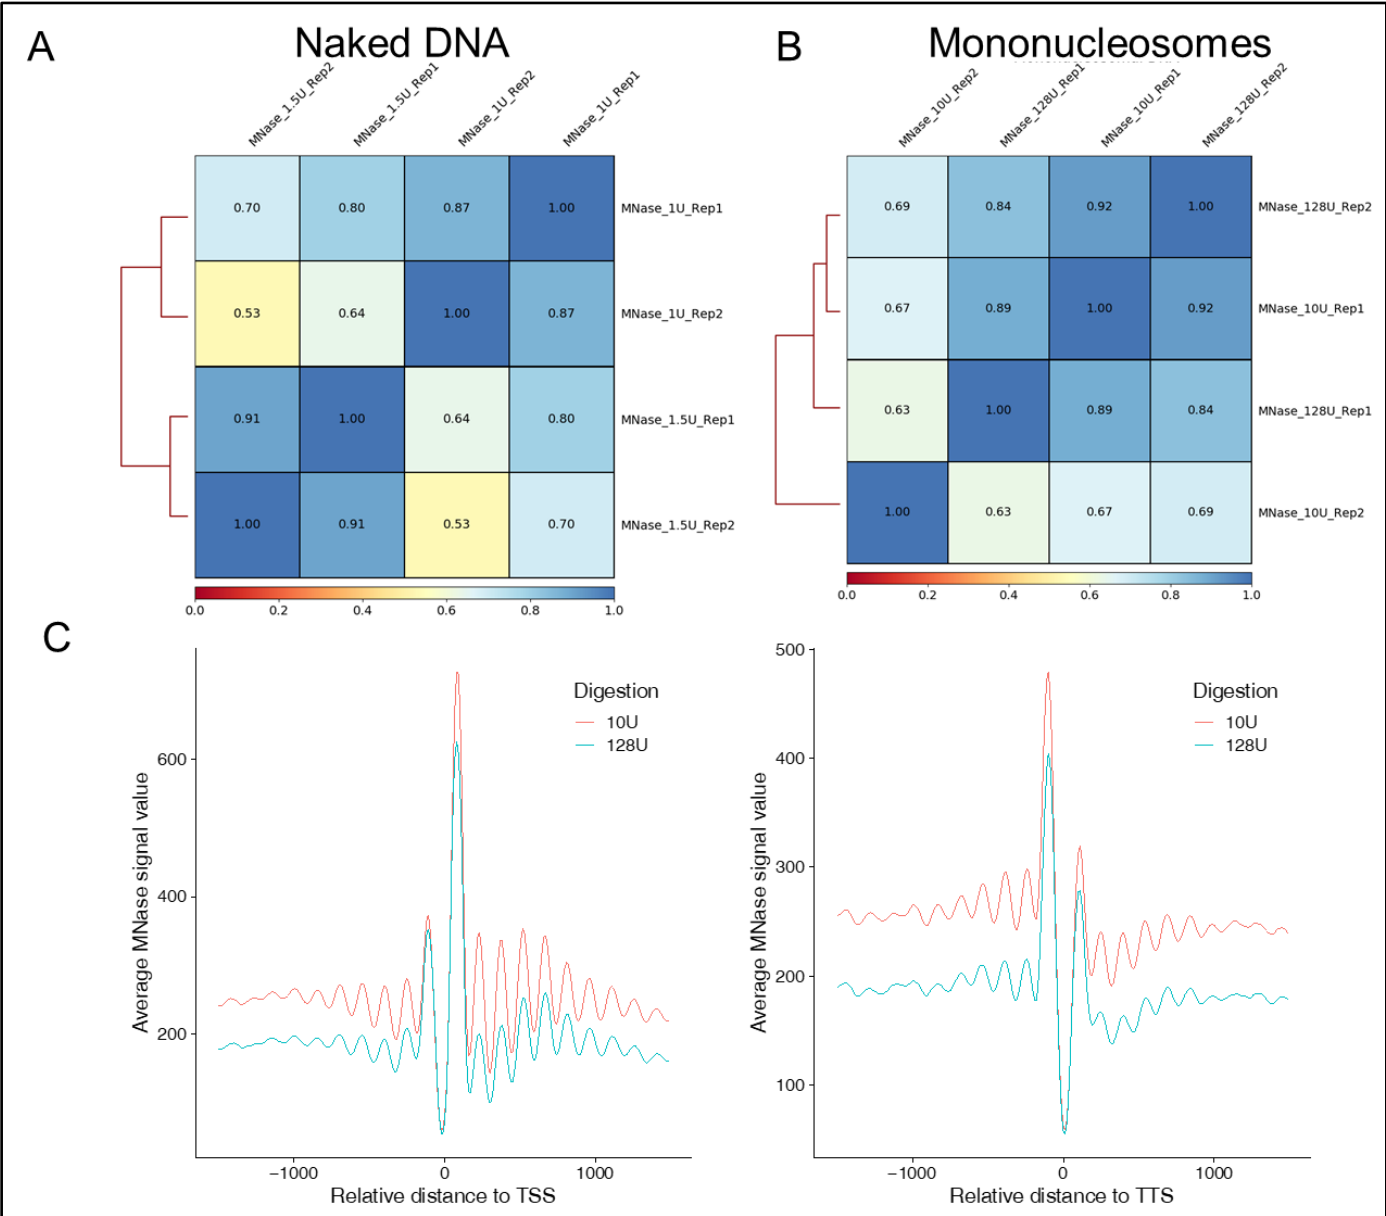 A
Naked DNA
B
Mononucleosomes
MNase_1.5U_Rep2
MNase_1.5U_Rep1
MNase_1U_Rep2
MNase_1U_Rep1
MNase_10U_Rep2
MNase_128U_Rep1
MNase_10U_Rep1
MNase_128U_Rep2
0.70 0.80 0.87 1.00 MNase_1U_Rep1
0.53 0.64 1.00 0.87 MNase_1U_Rep2
0.91 1.00 0.64 0.80 MNase_1.5U_Rep1
1.00 0.91 0.53 0.70 MNase_1.5U_Rep2
0.0 0.2 0.4 0.6 0.8 1.0
0.69 0.84 0.92 1.00 MNase_128U_Rep2
0.67 0.89 1.00 0.92 MNase_10U_Rep1
0.63 1.00 0.89 0.84 MNase_128U_Rep1
1.00 0.63 0.67 0.69 MNase_10U_Rep2
0.0 0.2 0.4 0.6 0.8 1.0
C
Average MNase signal value
600
400
200
Digestion
10U
128U
−1000 0 1000
Relative distance to TSS
Average MNase signal value
500
400
300
200
100
Digestion
10U
128U
−1000 0 1000
Relative distance to TTS